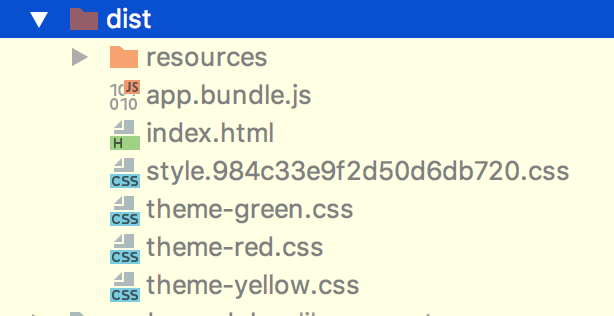 dist
resources
app.bundle.js
index.html
style.984c33e9f2d50d6db720.css
theme-green.css
theme-red.css
theme-yellow.css